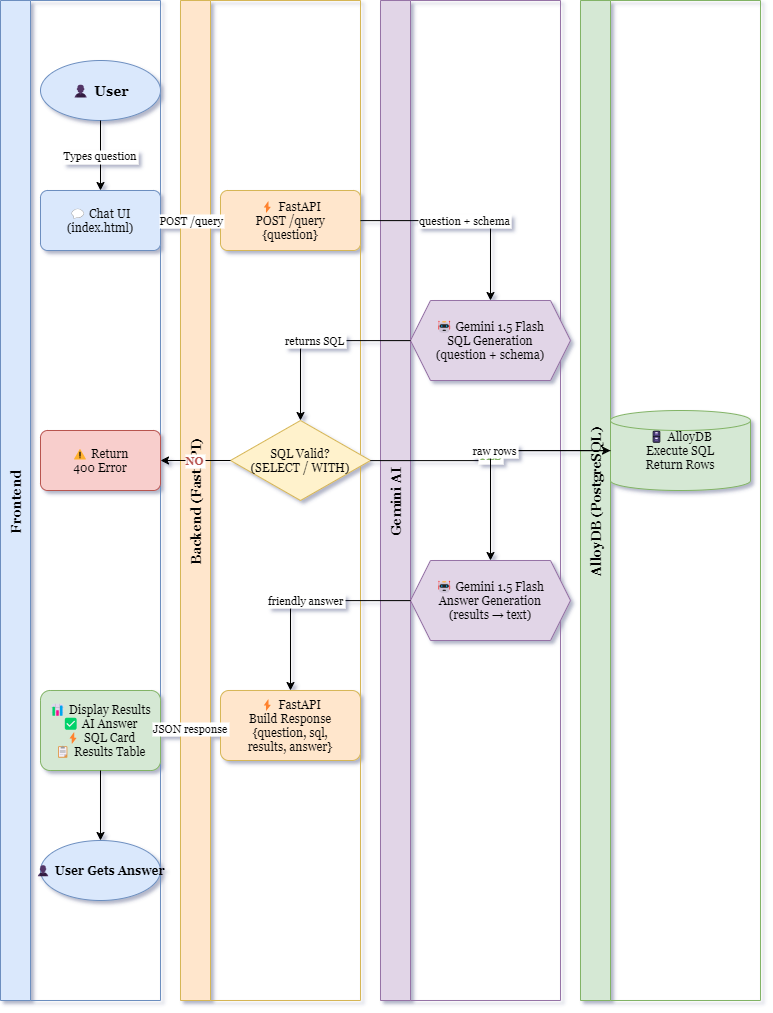 User
Types question
Chat UI
(index.html)
POST /query
FastAPI
POST /query
{question}
question + schema
Gemini 1.5 Flash
SQL Generation
(question + schema)
returns SQL
SQL Valid?
(SELECT / WITH)
NO
Return
400 Error
raw rows
AlloyDB
Execute SQL
Return Rows
Frontend
Backend (Fast PI)
Gemini AI
AlloyDB (PostgreSQL)
Gemini 1.5 Flash
Answer Generation
(results → text)
friendly answer
FastAPI
Build Response
{question, sql,
results, answer}
JSON response
Display Results
AI Answer
SQL Card
Results Table
User Gets Answer